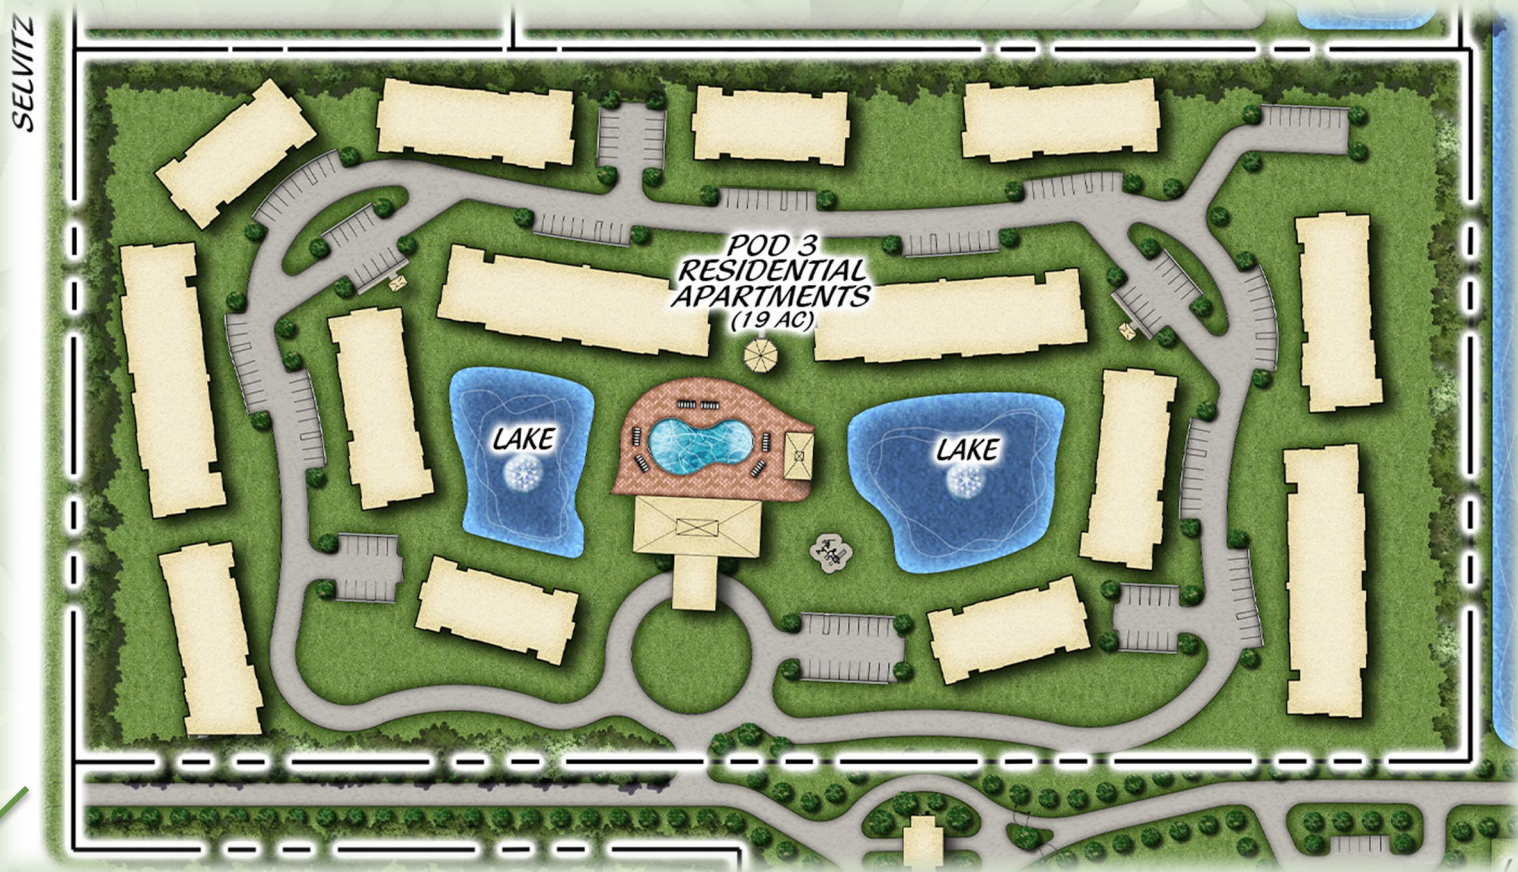 SELVITZ
POD 3
RESIDENTIAL
APARTMENTS
(19 AC)
LAKE
LAKE